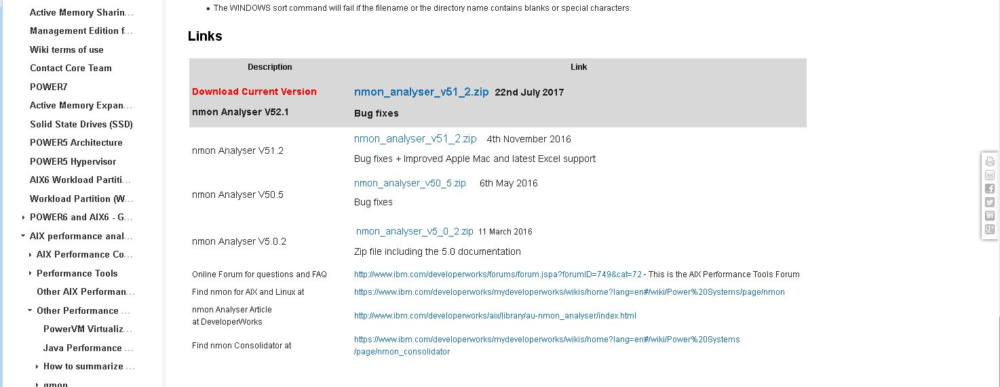 Active Memory Sharin...
Management Edition f...
Wiki terms of use
Contact Core Team
POWER7
Active Memory Expan...
Solid State Drives (SSD)
POWER5 Architecture
POWER5 Hypervisor
AIX6 Workload Partiti...
Workload Partition (W...
POWER6 and AIX6 - G...
AIX performance anal...
AIX Performance Co...
Performance Tools
Other AIX Performan...
Other Performance ...
PowerVM Virtualiz...
Java Performance ...
How to summarize ...
gmon
• The WINDOWS sort command will fail if the filename or the directory name contains blanks or special characters.
Links
Description Link
Download Current Version nmon_analyser_v51_2.zip 22nd July 2017
nmon Analyser V52.1 Bug fixes
nmon Analyser V51.2
nmon_analyser_v51_2.zip 4th November 2016
Bug fixes + Improved Apple Mac and latest Excel support
nmon Analyser V50.5
nmon_analyser_v50_5.zip 6th May 2016
Bug fixes
nmon Analyser V5.0.2
nmon_analyser_v5_0_2.zip 11 March 2016
Zip file including the 5.0 documentation
Online Forum for questions and FAQ http://www.ibm.com/developerworks/forums/forum.jspa?forumID=749&cat=72 - This is the AIX Performance Tools Forum
Find nmon for AIX and Linux at https://www.ibm.com/developerworks/mydeveloperworks/wikis/home?lang=en#/wiki/Power%20Systems/page/nmon
nmon Analyser Article
at DeveloperWorks
http://www.ibm.com/developerworks/aix/library/au-nmon_analyser/index.html
Find nmon Consolidator at
https://www.ibm.com/developerworks/mydeveloperworks/wikis/home?lang=en#/wiki/Power%20Systems
/page/nmon_consolidator